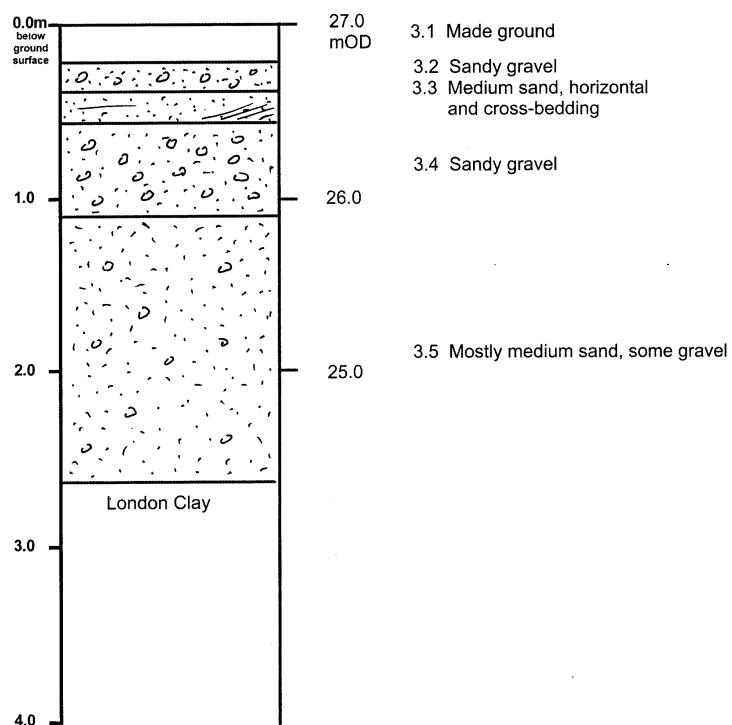 0.0m
below
ground
surface
27.0
mOD
3.1 Made ground
3.2 Sandy gravel
3.3 Medium sand, horizontal
and cross-bedding
3.4 Sandy gravel
1.0
26.0
3.5 Mostly medium sand, some gravel
2.0
25.0
London Clay
3.0
4.0